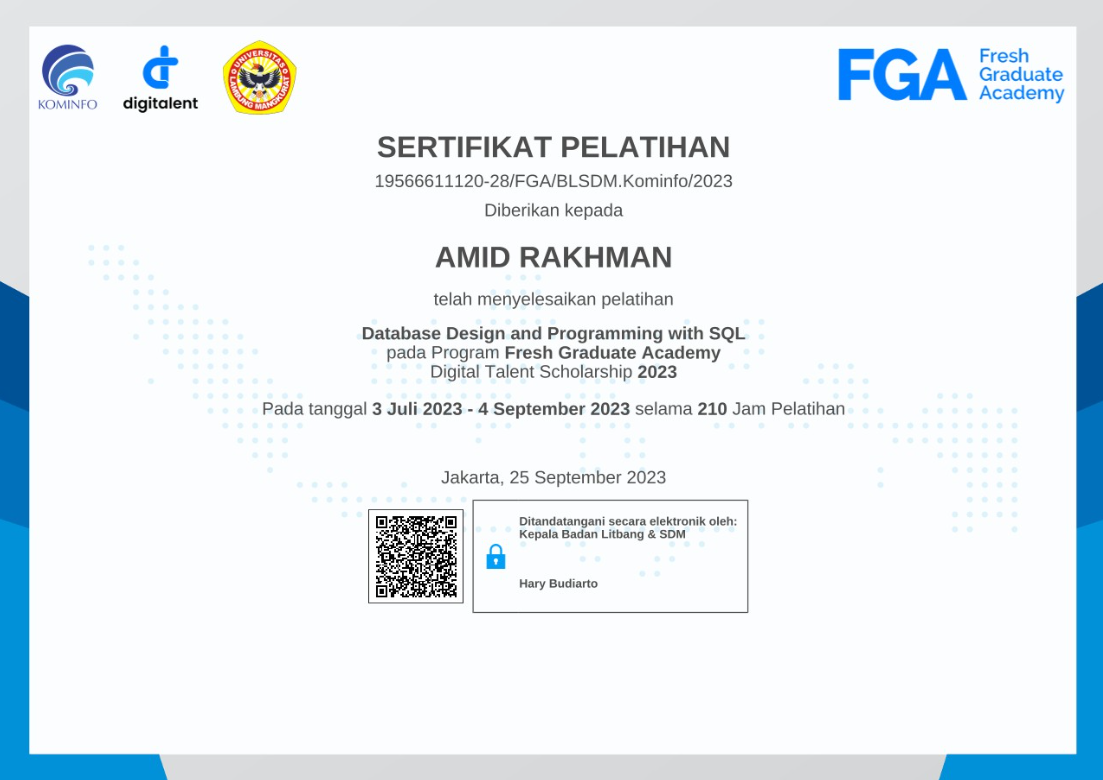 KOMINFO
digitalent
UNIVERSITAS
LAMBUNG MANGKURAT
FGA
Fresh
Graduate
Academy
SERTIFIKAT PELATIHAN
19566611120-28/FGA/BLSDM.Kominfo/2023
Diberikan kepada
AMID RAKHMAN
telah menyelesaikan pelatihan
Database Design and Programming with SQL
pada Program Fresh Graduate Academy
Digital Talent Scholarship 2023
Pada tanggal 3 Juli 2023 - 4 September 2023 selama 210 Jam Pelatihan
Jakarta, 25 September 2023
Ditandatangani secara elektronik oleh:
Kepala Badan Litbang & SDM
Hary Budiarto